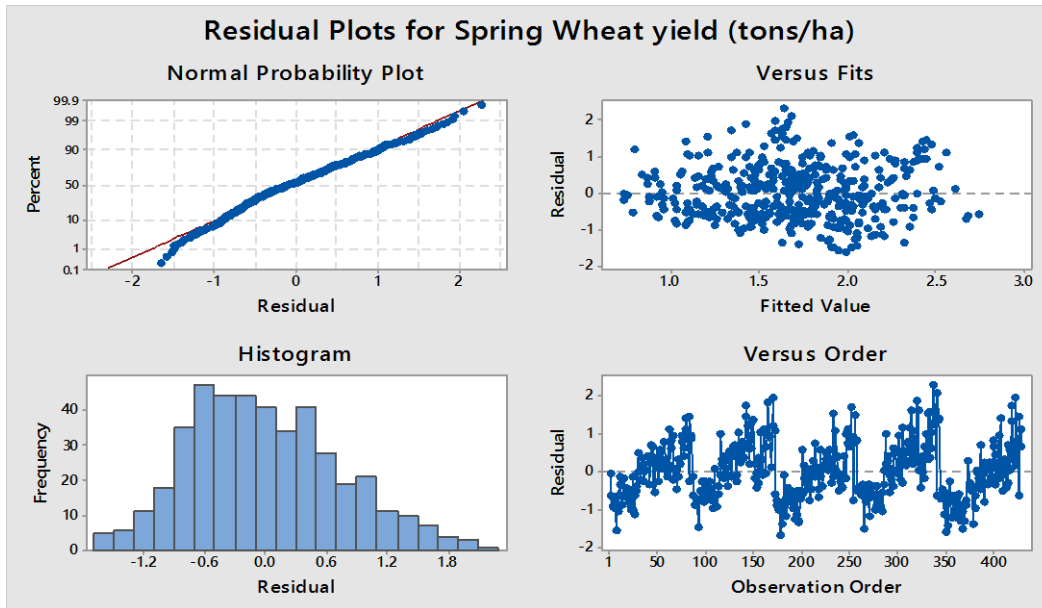 Residual Plots for Spring Wheat yield (tons/ha)
Normal Probability Plot
99.9
99
90
50
10
1
0.1
Percent
-2 -1 0 1 2
Residual
Versus Fits
2
1
0
-1
-2
Residual
1.0 1.5 2.0 2.5 3.0
Fitted Value
Histogram
40
30
20
10
0
Frequency
-1.2 -0.6 0.0 0.6 1.2 1.8
Residual
Versus Order
2
1
0
-1
-2
Residual
1 50 100 150 200 250 300 350 400
Observation Order